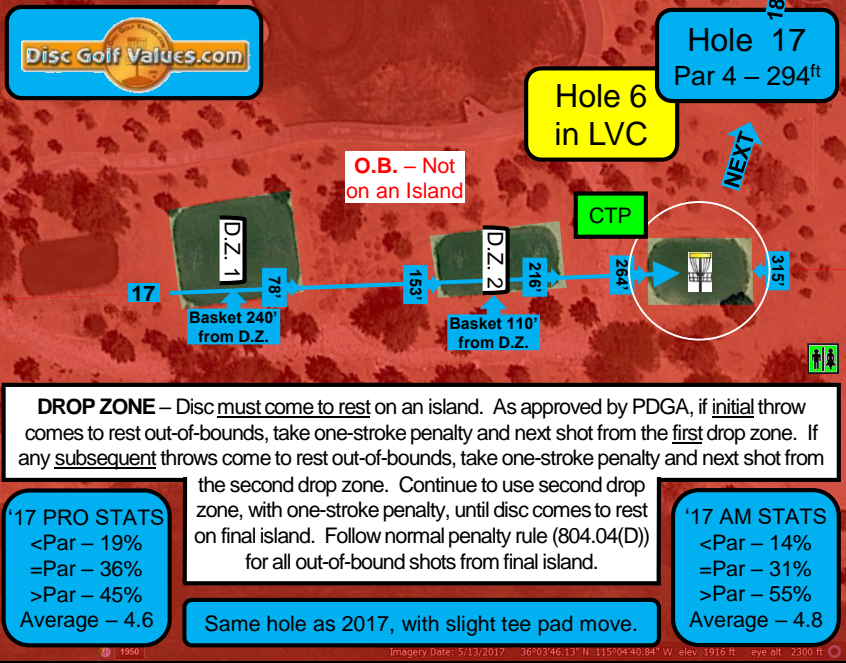 Disc Golf Values.com
18
Hole 17
Par 4 – 294ft
Hole 6
in LVC
NEXT
O.B. – Not
on an Island
CTP
D.Z. 1
D.Z. 2
17
78'
153'
216'
264'
315'
Basket 240'
from D.Z.
Basket 110'
from D.Z.
DROP ZONE – Disc must come to rest on an island. As approved by PDGA, if initial throw
comes to rest out-of-bounds, take one-stroke penalty and next shot from the first drop zone. If
any subsequent throws come to rest out-of-bounds, take one-stroke penalty and next shot from
the second drop zone. Continue to use second drop
zone, with one-stroke penalty, until disc comes to rest
on final island. Follow normal penalty rule (804.04(D))
for all out-of-bound shots from final island.
'17 PRO STATS
<Par – 19%
=Par – 36%
>Par – 45%
Average – 4.6
'17 AM STATS
<Par – 14%
=Par – 31%
>Par – 55%
Average – 4.8
Same hole as 2017, with slight tee pad move.
1950
Imagery Date: 5/13/2017 36°03'46.13" N 115°04'40.84" W elev 1916 ft eye alt 2300 ft